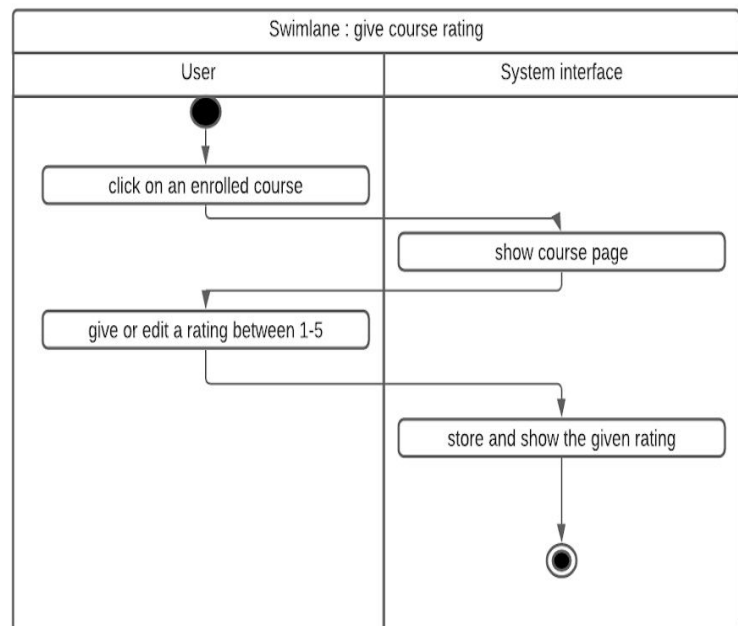 Swimlane : give course rating
User
System interface
click on an enrolled course
show course page
give or edit a rating between 1-5
store and show the given rating